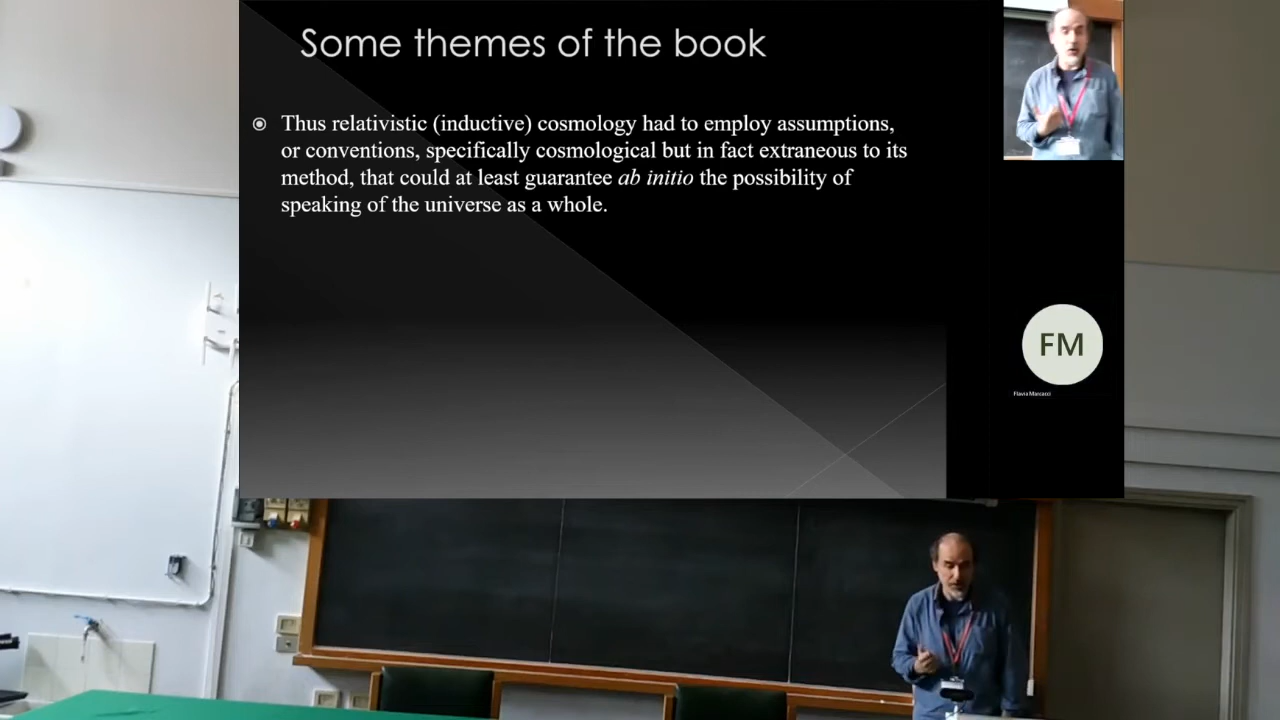 Some themes of the book
Thus relativistic (inductive) cosmology had to employ assumptions,
or conventions, specifically cosmological but in fact extraneous to its
method, that could at least guarantee ab initio the possibility of
speaking of the universe as a whole.
FM
Flavia Marcacci